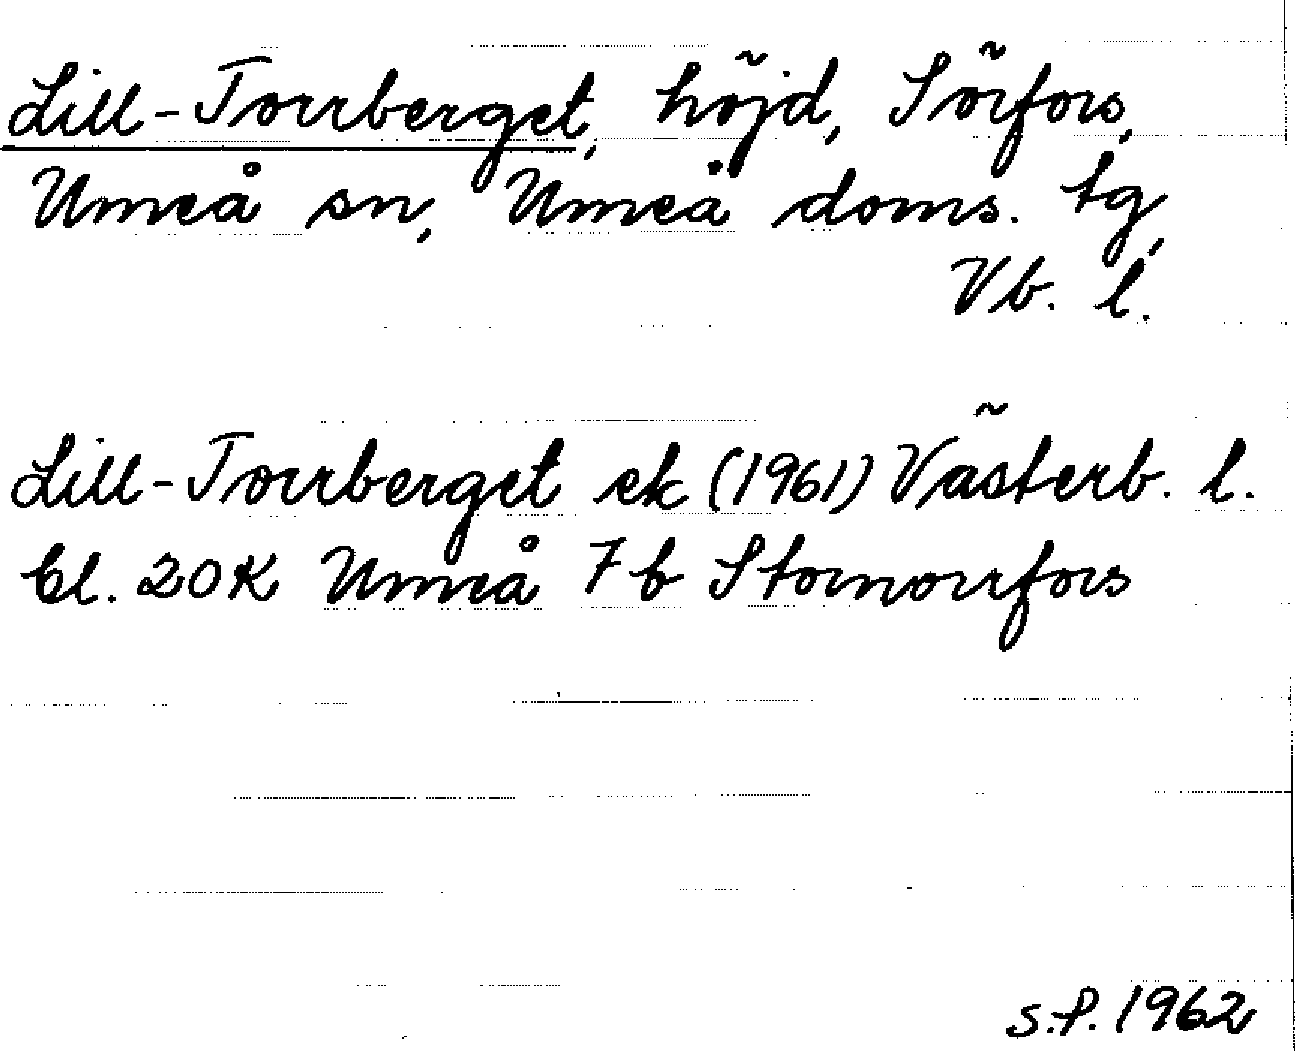 Lill-Torrberget, höjd, Sörfors,
Umeå sn, Umeå doms. tg,
Vb. l.
Lill-Torrberget ek (1961) Västerb. l.
bl. 20K Umeå 7b Stornorrfors
S.P. 1962